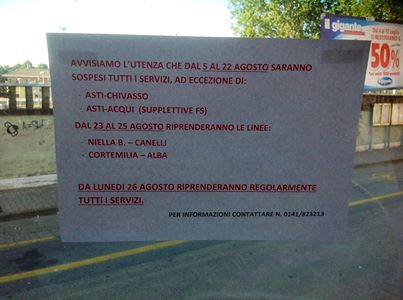 AVVISIAMO L'UTENZA CHE DAL 5 AL 22 AGOSTO SARANNO
SOSPESI TUTTI I SERVIZI, AD ECCEZIONE DI:
- ASTI-CHIVASSO
- ASTI-ACQUI (SUPPLETTIVE FS)
DAL 23 AL 25 AGOSTO RIPRENDERANNO LE LINEE:
- NIELLA B. – CANELLI
- CORTEMILIA – ALBA
DA LUNEDI 26 AGOSTO RIPRENDERANNO REGOLARMENTE
TUTTI I SERVIZI.
PER INFORMAZIONI CONTATTARE N. 0141/823213
il gigante
50%